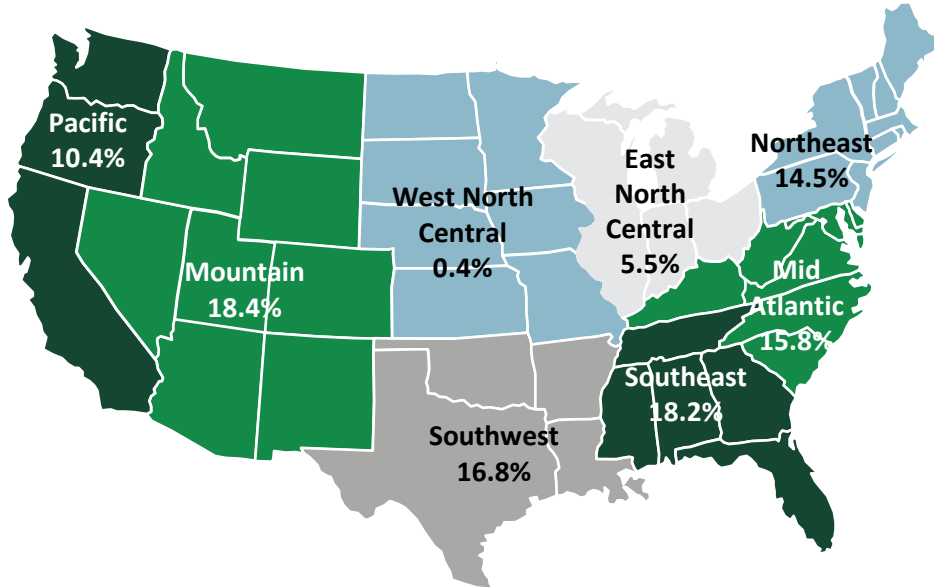 Pacific
10.4%
Mountain
18.4%
West North
Central
0.4%
Southwest
16.8%
East
North
Central
5.5%
Southeast
18.2%
Northeast
14.5%
Mid
Atlantic
15.8%